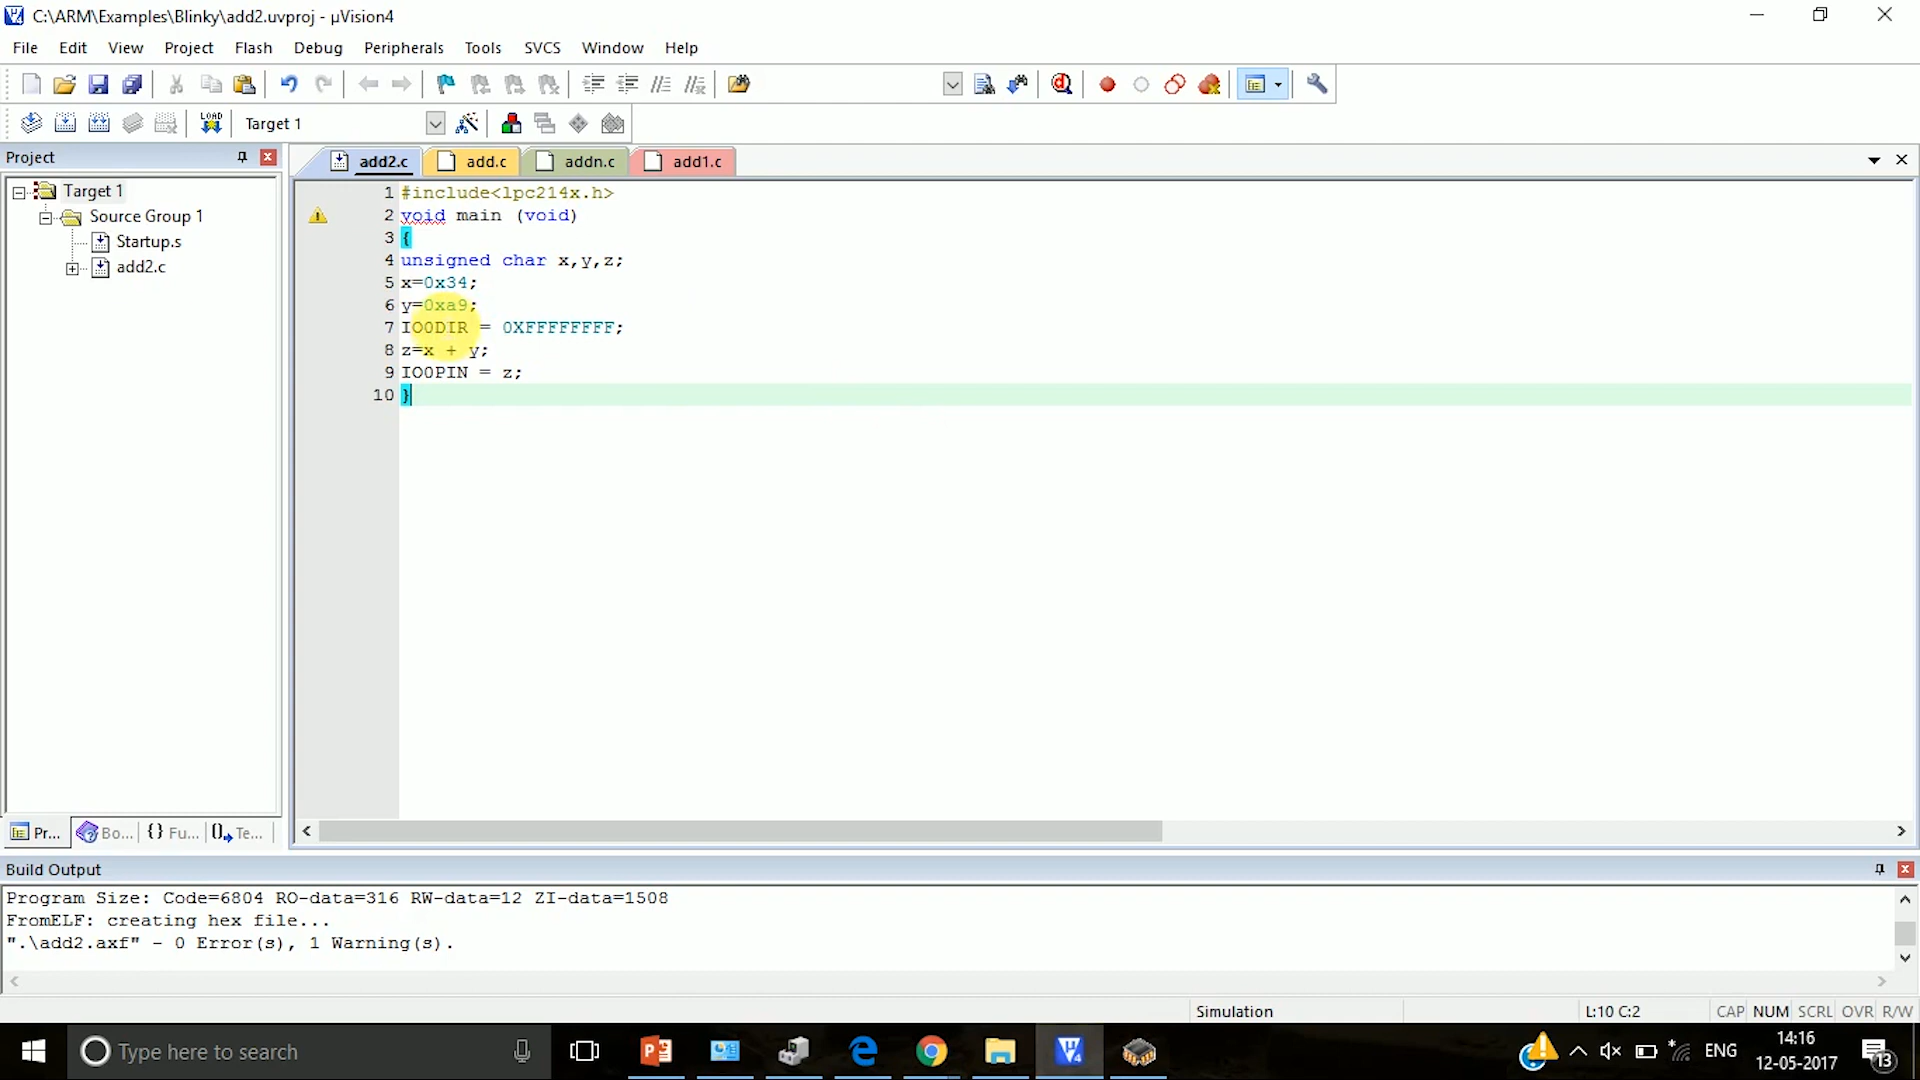 C:\ARM\Examples\Blinky\add2.uvproj - µVision4
File Edit View Project Flash Debug Peripherals Tools SVCS Window Help
LOAD Target 1
Project
add2.c add.c addn.c add1.c
Target 1
Source Group 1
Startup.s
add2.c
1 #include<lpc214x.h>
2 void main (void)
3 {
4 unsigned char x,y,z;
5 x=0x34;
6 y=0xa9;
7 IO0DIR = 0XFFFFFFFF;
8 z=x + y;
9 IO0PIN = z;
10 }
Pr... Bo... {} Fu... Te...
Build Output
Program Size: Code=6804 RO-data=316 RW-data=12 ZI-data=1508
FromELF: creating hex file...
".\add2.axf" - 0 Error(s), 1 Warning(s).
Simulation L:10 C:2 CAP NUM SCRL OVR R/W
Type here to search
ENG
14:16
12-05-2017
13